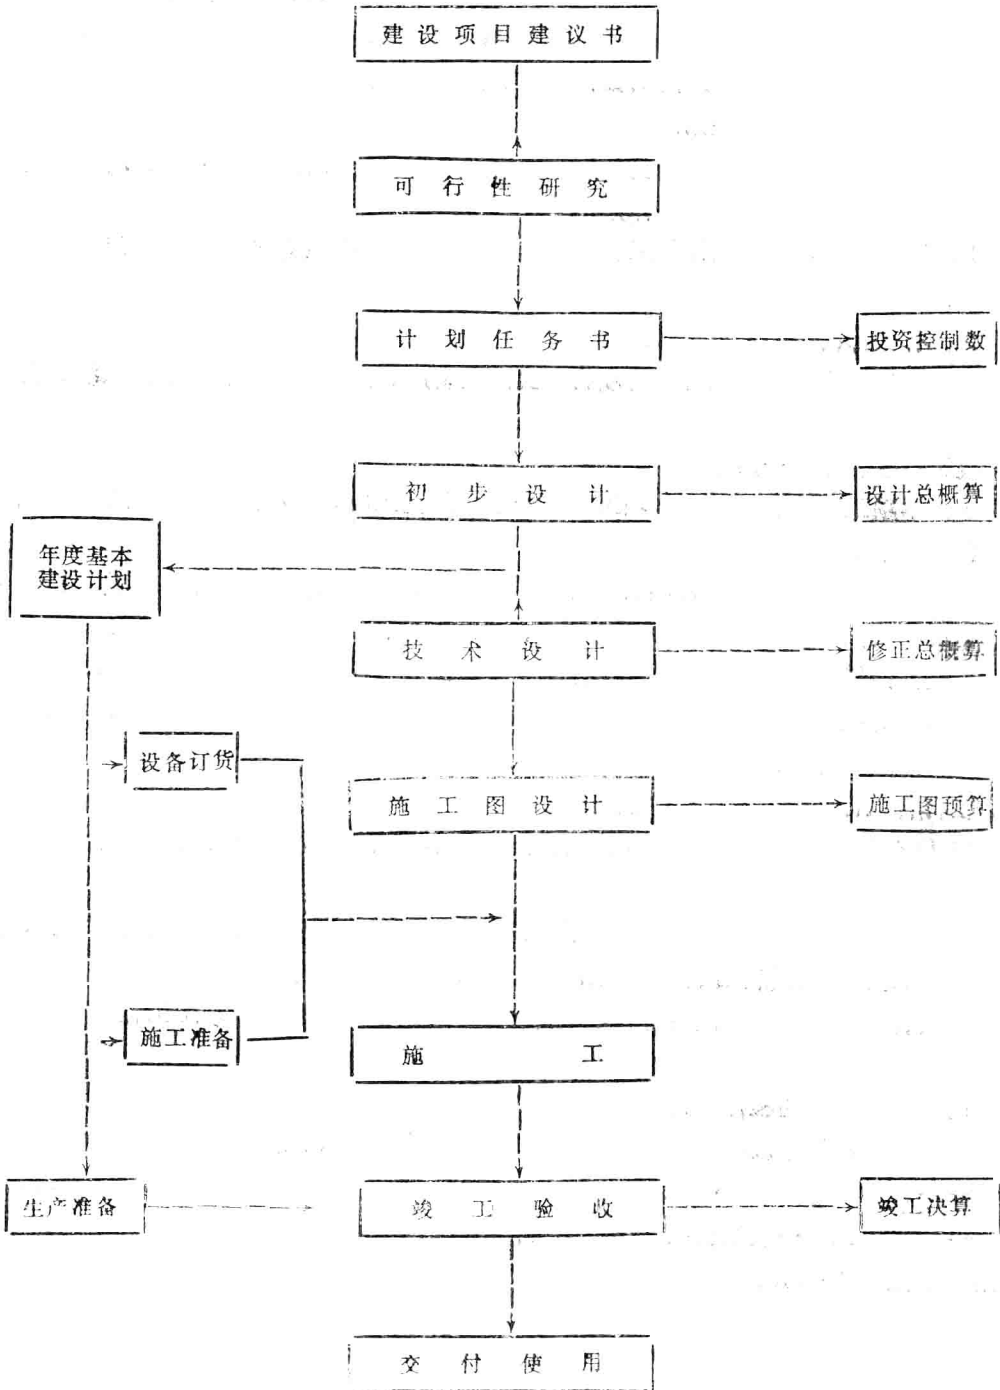 建设项目建议书
可行性研究
计划任务书
投资控制数
初步设计
设计总概算
年度基本
建设计划
技术设计
修正总概算
设备订货
施工图设计
施工图预算
施工准备
施工
生产准备
竣工验收
竣工决算
交付使用